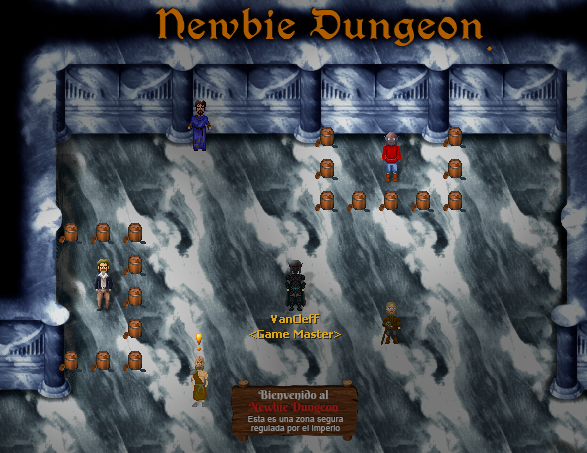 Newbie Dungeon.
VanCleff
<Game Master>
Bienvenido al
Newbie Dungeon
Esta es una zona segura
regulada por el Imperio